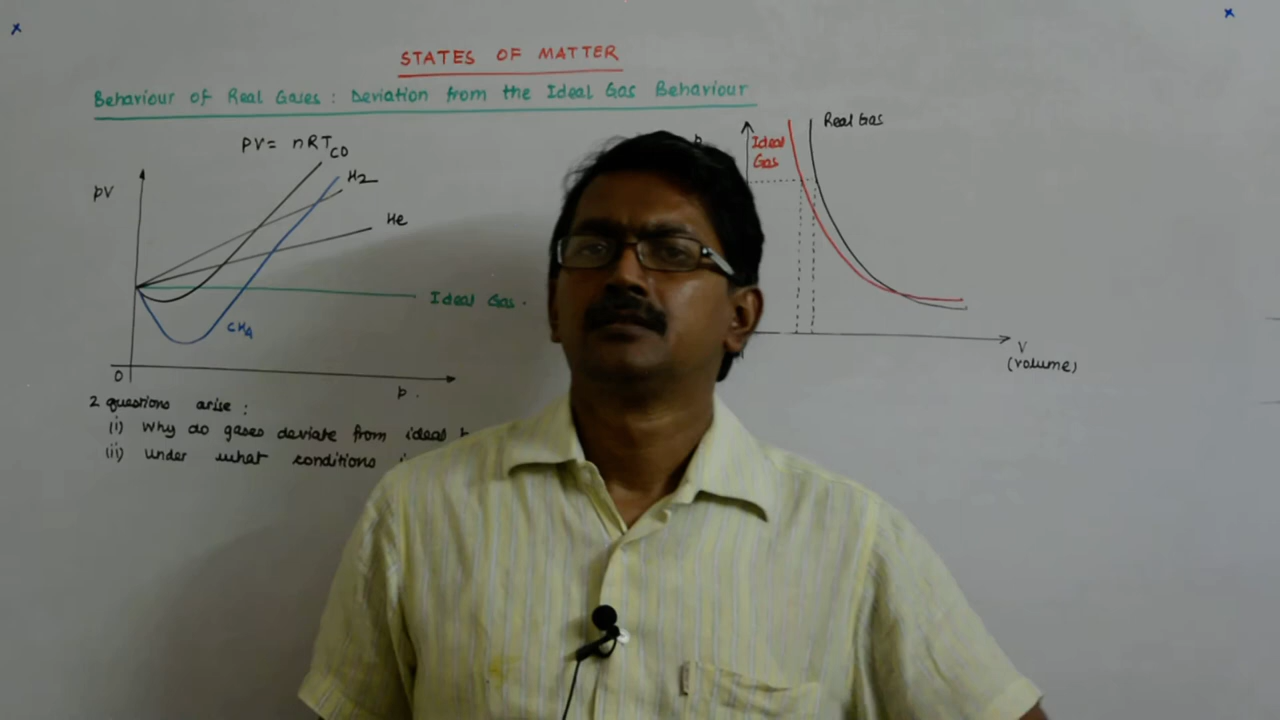 STATES OF MATTER
Behaviour of Real Gases : Deviation from the Ideal Gas Behaviour
PV = nRT
CO
H2
He
pV
Ideal Gas.
CH4
O
p.
2 questions arise :
(i) Why do gases deviate from ideal
(ii) under what conditions
Real Gas
Ideal
Gas
V
(volume)